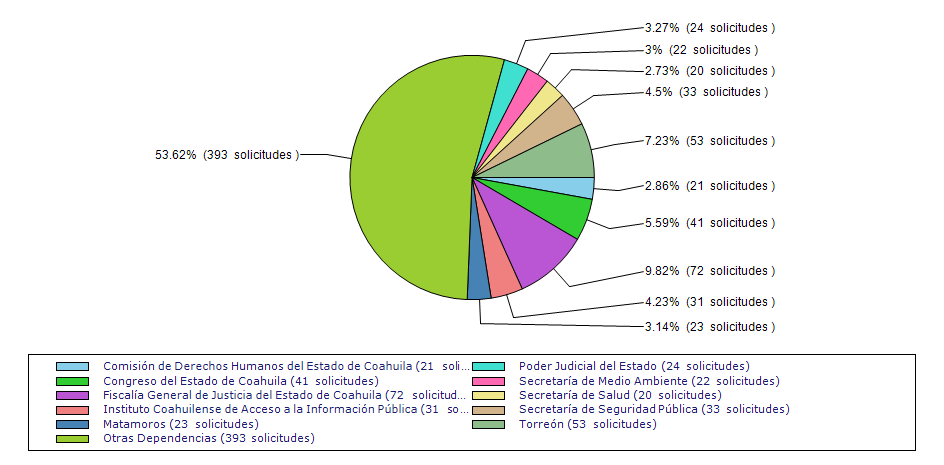 3.27% (24 solicitudes )
3% (22 solicitudes )
2.73% (20 solicitudes )
4.5% (33 solicitudes )
7.23% (53 solicitudes )
53.62% (393 solicitudes )
2.86% (21 solicitudes )
5.59% (41 solicitudes )
9.82% (72 solicitudes )
4.23% (31 solicitudes )
3.14% (23 solicitudes )
Comisión de Derechos Humanos del Estado de Coahuila (21 soli...
Congreso del Estado de Coahuila (41 solicitudes)
Fiscalía General de Justicia del Estado de Coahuila (72 solicitud...
Instituto Coahuilense de Acceso a la Información Pública (31 so...
Matamoros (23 solicitudes)
Otras Dependencias (393 solicitudes)
Poder Judicial del Estado (24 solicitudes)
Secretaría de Medio Ambiente (22 solicitudes)
Secretaría de Salud (20 solicitudes)
Secretaría de Seguridad Pública (33 solicitudes)
Torreón (53 solicitudes)